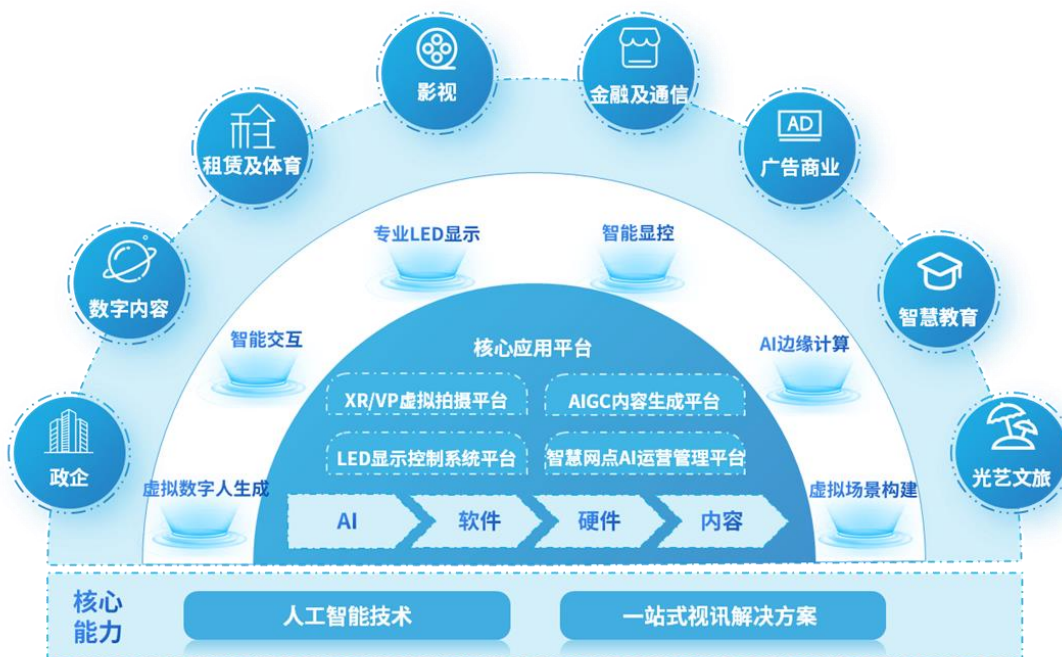 影视
金融及通信
租
租赁及体育
AD
广告商业
专业LED显示
智能显控
数字内容
智慧教育
智能交互
AI边缘计算
核心应用平台
XR/VP虚拟拍摄平台
AIGC内容生成平台
LED显示控制系统平台
智慧网点AI运营管理平台
政企
光艺文旅
虚拟数字人生成
虚拟场景构建
AI
软件
硬件
内容
核心
能力
人工智能技术
一站式视讯解决方案